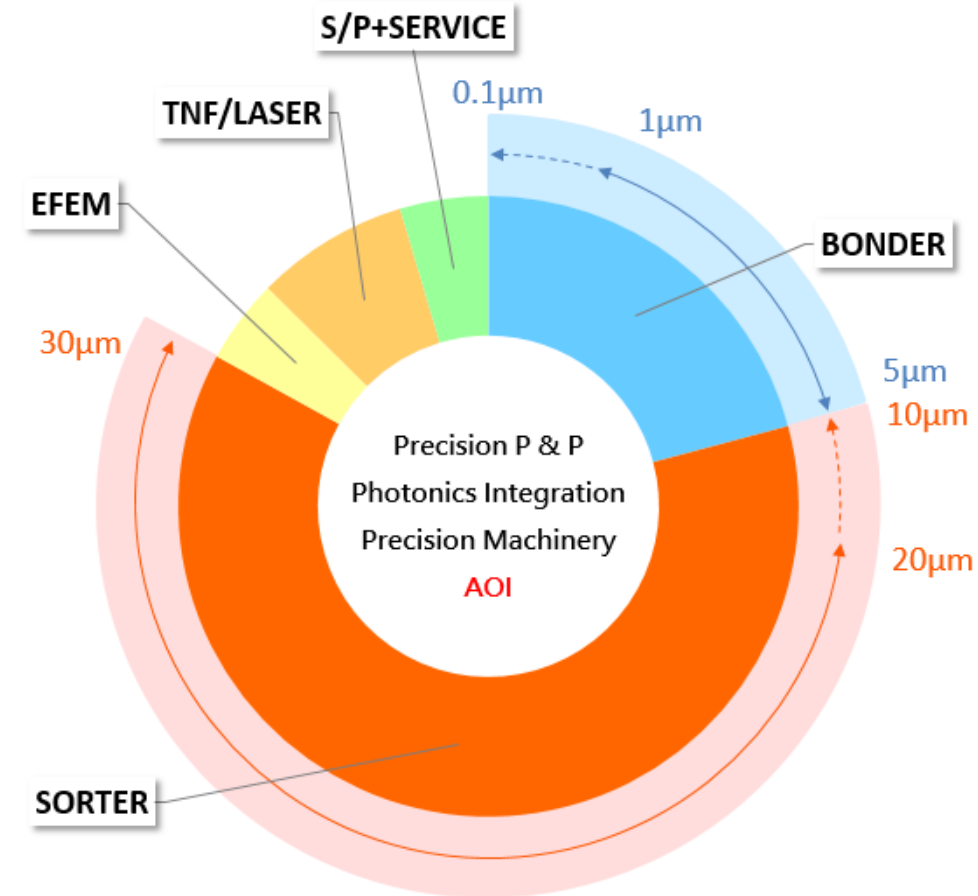 S/P+SERVICE
0.1μm
1μm
TNF/LASER
EFEM
BONDER
30μm
5μm
10μm
Precision P & P
Photonics Integration
Precision Machinery
AOI
20μm
SORTER